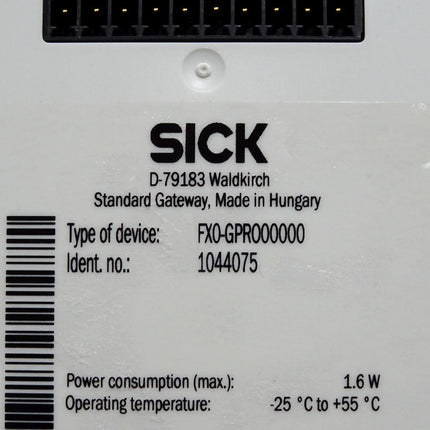 SICK
D-79183 Waldkirch
Standard Gateway, Made in Hungary
Type of device: FX0-GPRO00000
Ident. no.: 1044075
Power consumption (max.): 1.6 W
Operating temperature: -25 °C to +55 °C